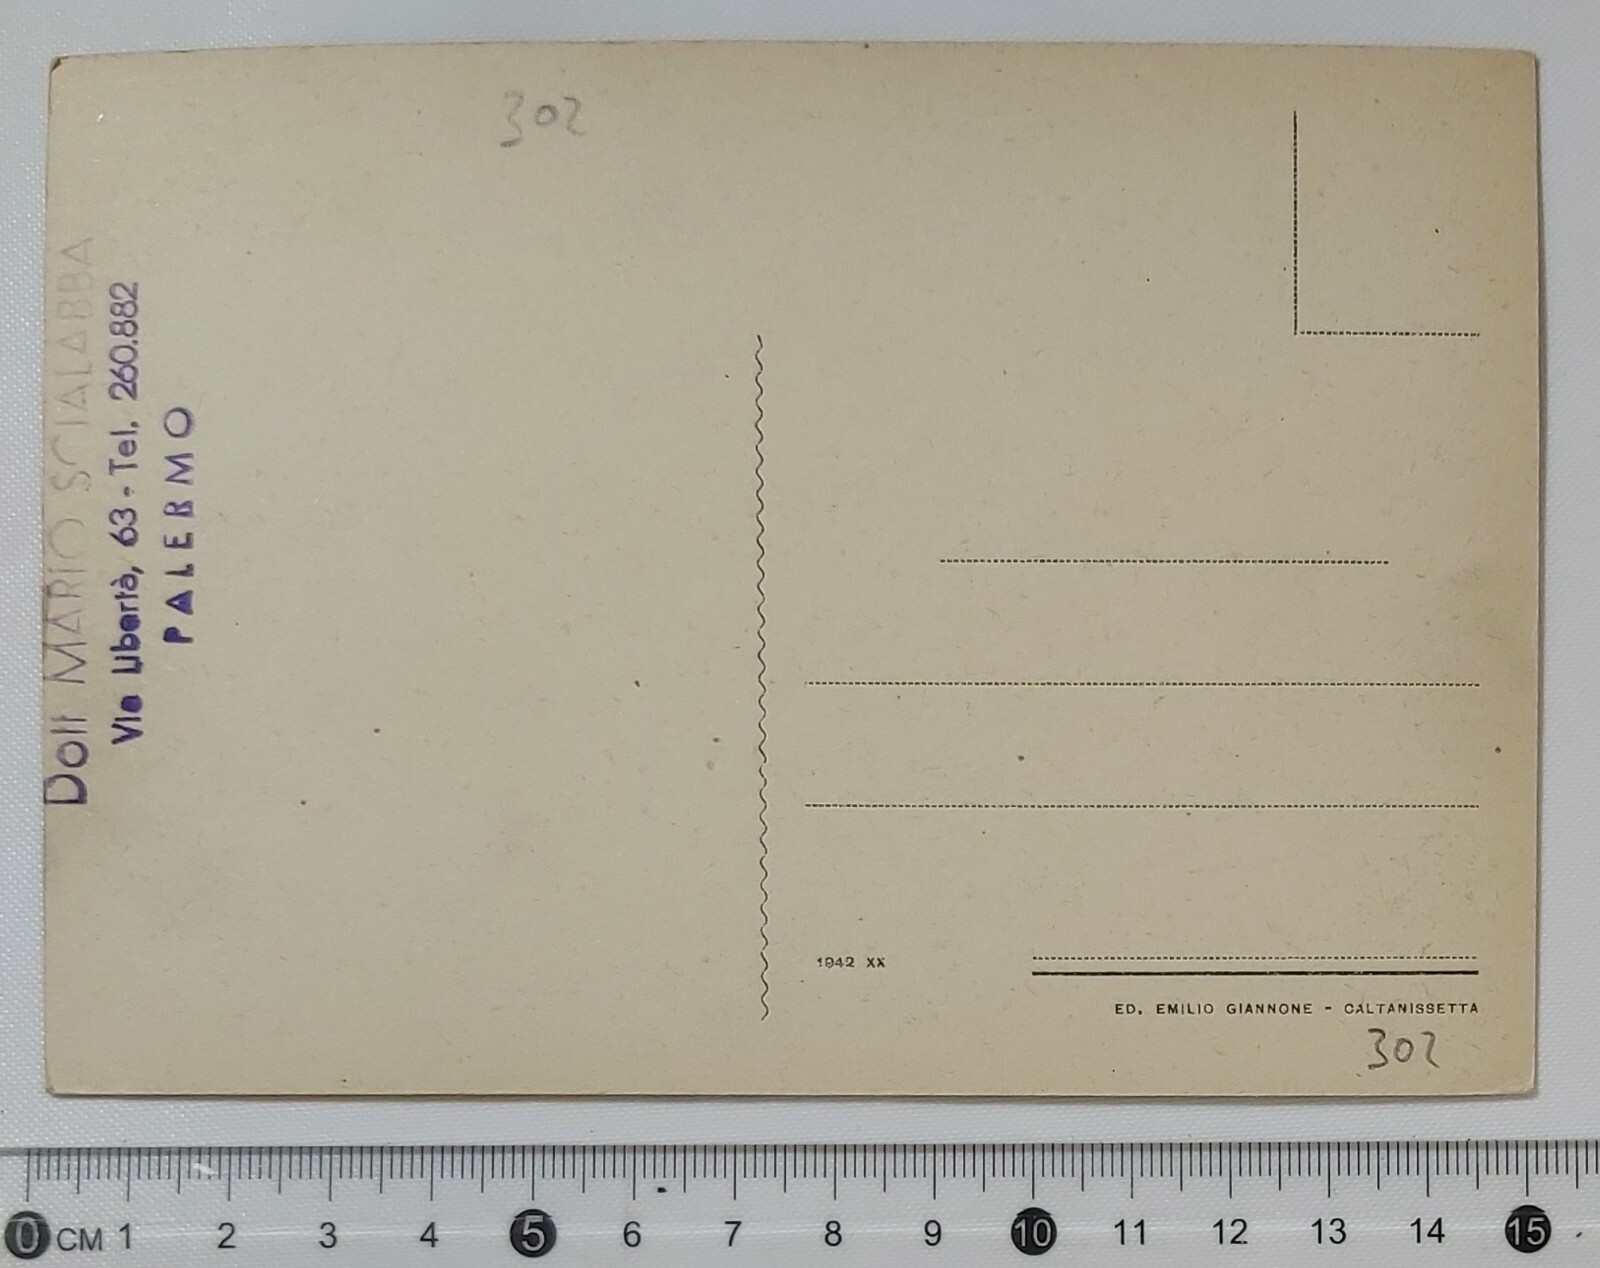 302
Dott MARIO SCIALABBA
Via Libertà, 63 - Tel. 260.882
PALERMO
1942 XX
ED. EMILIO GIANNONE - CALTANISSETTA
302
0 CM 1 2 3 4 5 6 7 8 9 10 11 12 13 14 15